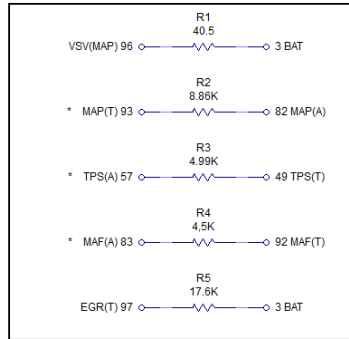 R1
40.5
VSV(MAP) 96 3 BAT
R2
8.86K
* MAP(T) 93 82 MAP(A)
R3
4.99K
* TPS(A) 57 49 TPS(T)
R4
4,5K
* MAF(A) 83 92 MAF(T)
R5
17.6K
EGR(T) 97 3 BAT